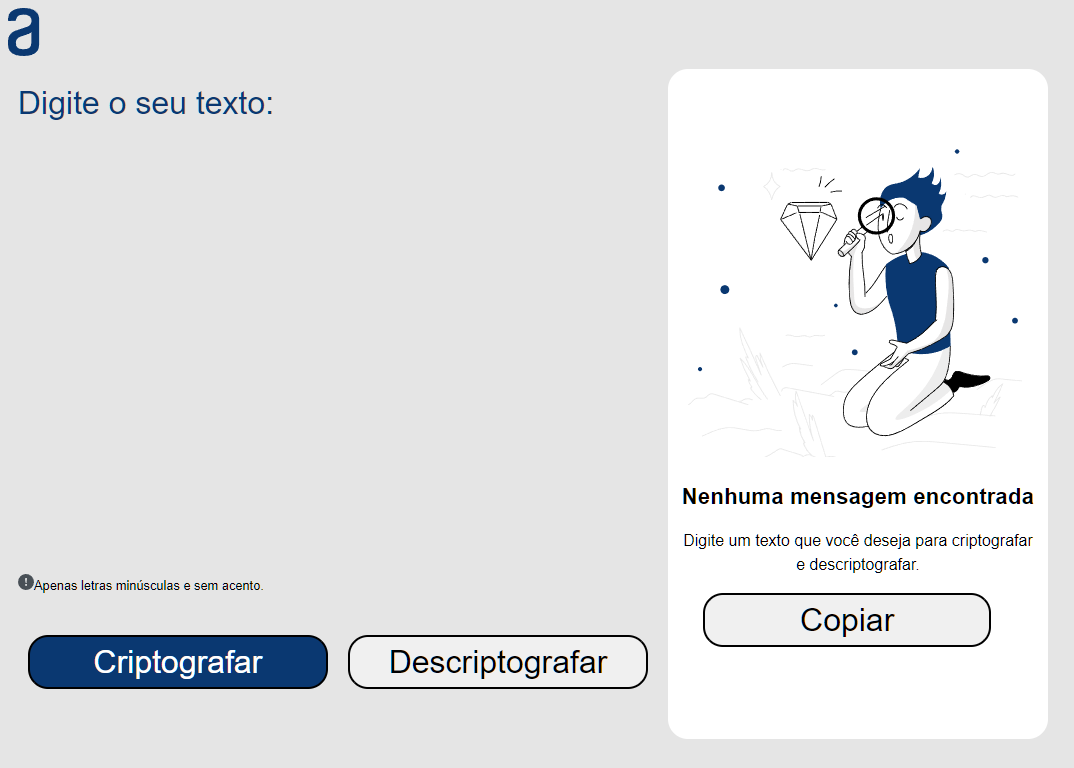 a
Digite o seu texto:
Apenas letras minúsculas e sem acento.
Criptografar
Descriptografar
Nenhuma mensagem encontrada
Digite um texto que você deseja para criptografar
e descriptografar.
Copiar